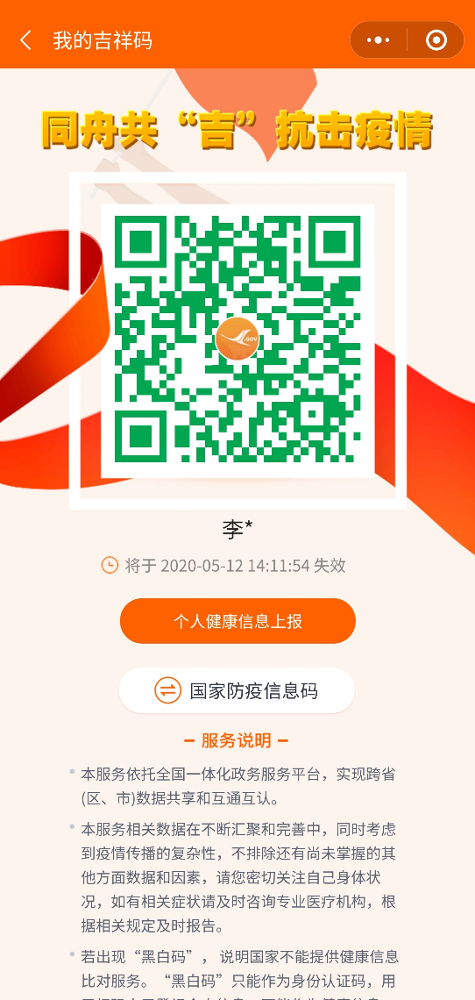 我的吉祥码
同舟共“吉”抗击疫情
.GOV
李*
将于 2020-05-12 14:11:54 失效
个人健康信息上报
国家防疫信息码
服务说明
本服务依托全国一体化政务服务平台，实现跨省
(区、市)数据共享和互通互认。
本服务相关数据在不断汇聚和完善中，同时考虑
到疫情传播的复杂性，不排除还有尚未掌握的其
他方面数据和因素，请您密切关注自己身体状
况，如有相关症状请及时咨询专业医疗机构，根
据相关规定及时报告。
若出现“黑白码”， 说明国家不能提供健康信息
比对服务。“黑白码”只能作为身份认证码，用